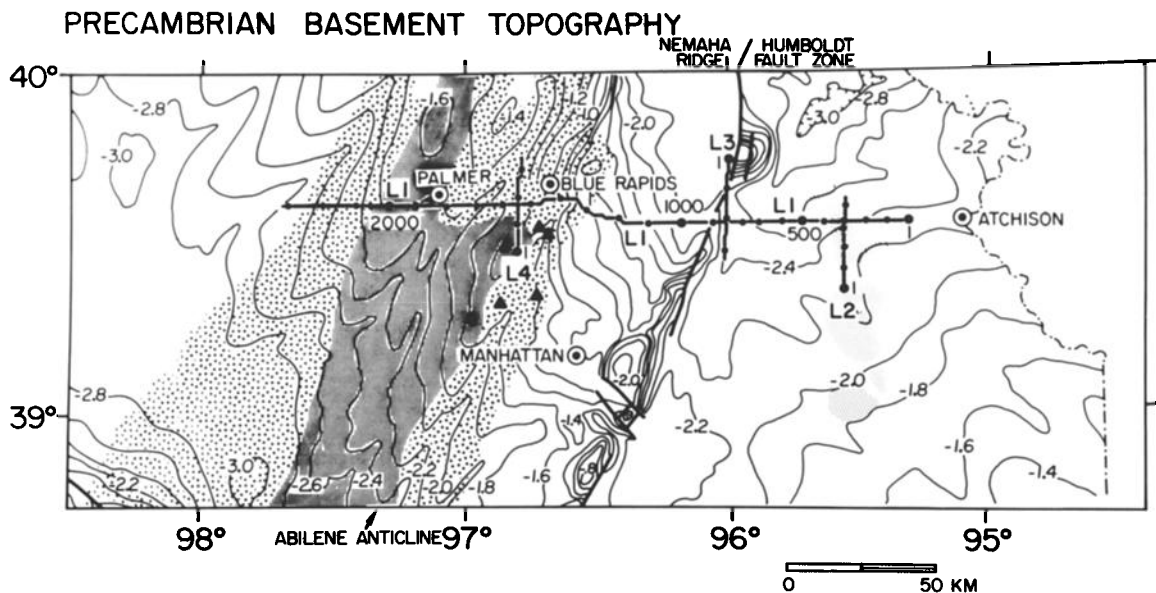 PRECAMBRIAN BASEMENT TOPOGRAPHY
NEMAHA RIDGE
HUMBOLDT FAULT ZONE
40°
-2.8
-1.6
-1.4
-1.2
-1.0
-2.0
-2.8
-3.0
-3.0
L3
1
-2.2
L1
PALMER
BLUE RAPIDS
2000
1000
L1
L1
500
1
ATCHISON
L4
1
-2.4
1
L2
MANHATTAN
-2.0
-2.0
-1.8
39°
-2.8
-1.4
-2.2
-1.6
-3.0
-2.2
-2.2
-2.6
-2.4
-2.0
-1.8
-1.6
-.8
-1.4
98°
ABILENE ANTICLINE
97°
96°
95°
0
50 KM